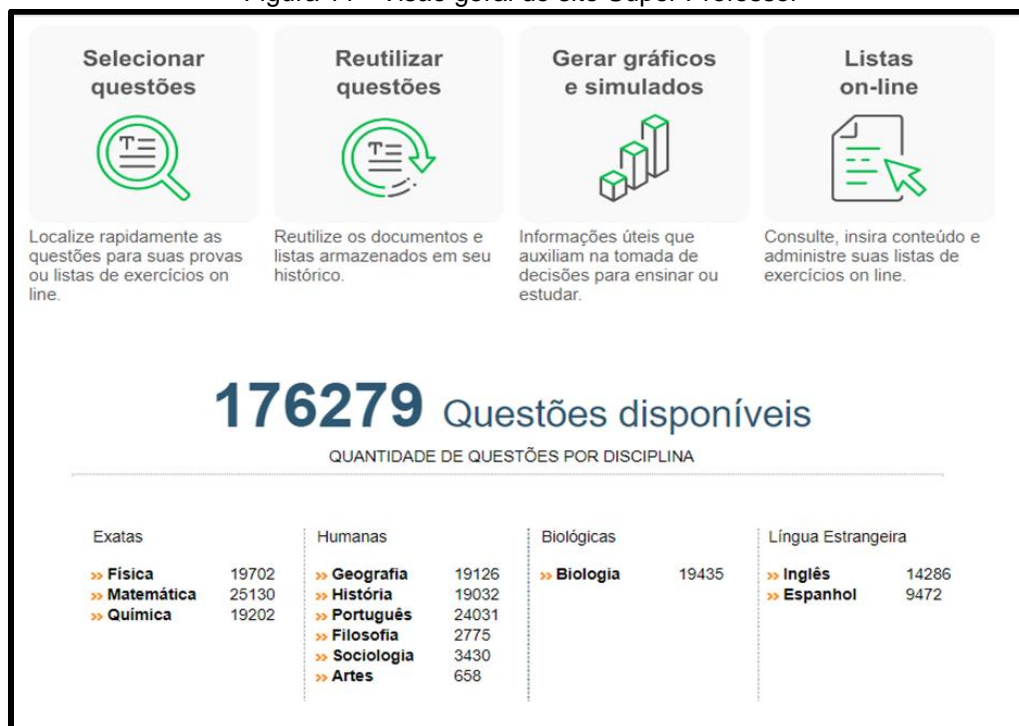 Selecionar
questões
Localize rapidamente as
questões para suas provas
ou listas de exercícios on
line.
Reutilizar
questões
Reutilize os documentos e
listas armazenados em seu
histórico.
Gerar gráficos
e simulados
Informações úteis que
auxiliam na tomada de
decisões para ensinar ou
estudar.
Listas
on-line
Consulte, insira conteúdo e
administre suas listas de
exercícios on line.
176279 Questões disponíveis
QUANTIDADE DE QUESTÕES POR DISCIPLINA
Exatas
» Física 19702
» Matemática 25130
» Química 19202
Humanas
» Geografia 19126
» História 19032
» Português 24031
» Filosofia 2775
» Sociologia 3430
» Artes 658
Biológicas
» Biologia 19435
Língua Estrangeira
» Inglês 14286
» Espanhol 9472